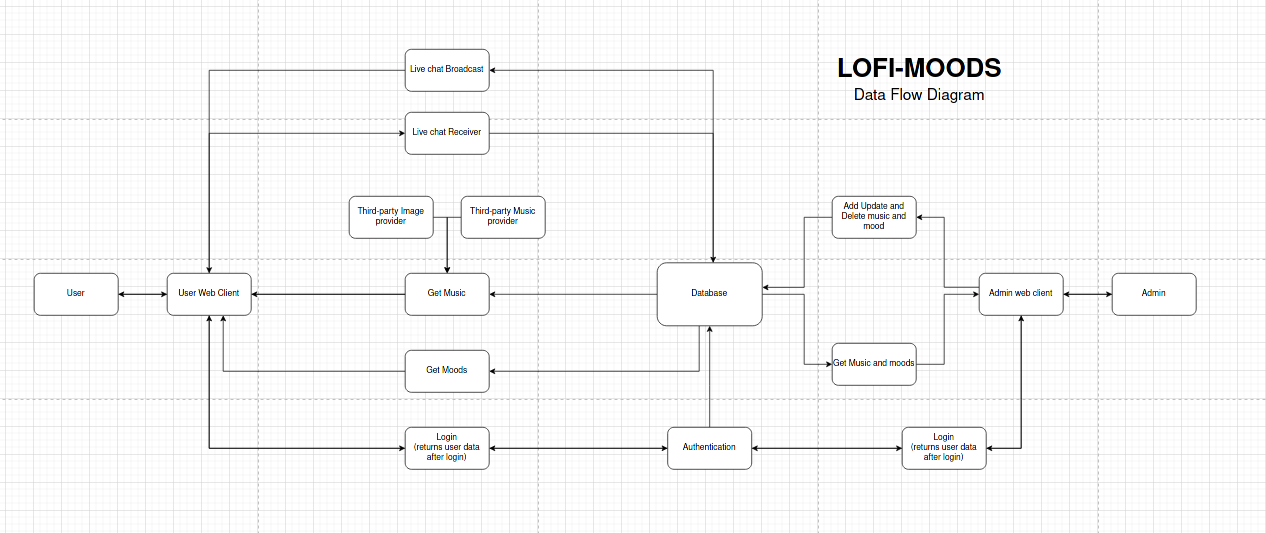 LOFI-MOODS
Data Flow Diagram
Live chat Broadcast
Live chat Receiver
Third-party Image
provider
Third-party Music
provider
Add Update and
Delete music and
mood
User
User Web Client
Get Music
Database
Admin web client
Admin
Get Moods
Get Music and moods
Login
(returns user data
after login)
Authentication
Login
(returns user data
after login)